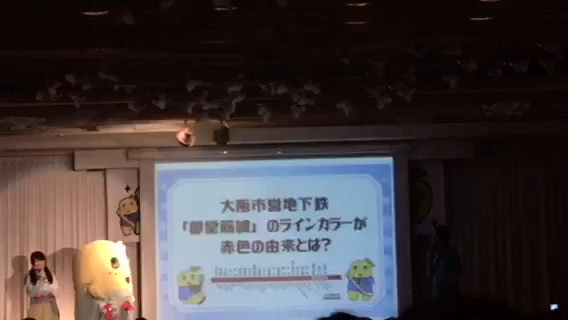 大阪市営地下鉄
「御堂筋線」のラインカラーが
赤色の由来とは?